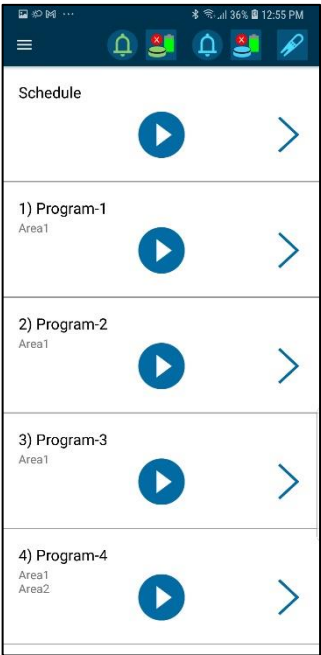 36% 12:55 PM
Schedule
1) Program-1
Area1
2) Program-2
Area1
3) Program-3
Area1
4) Program-4
Area1
Area2